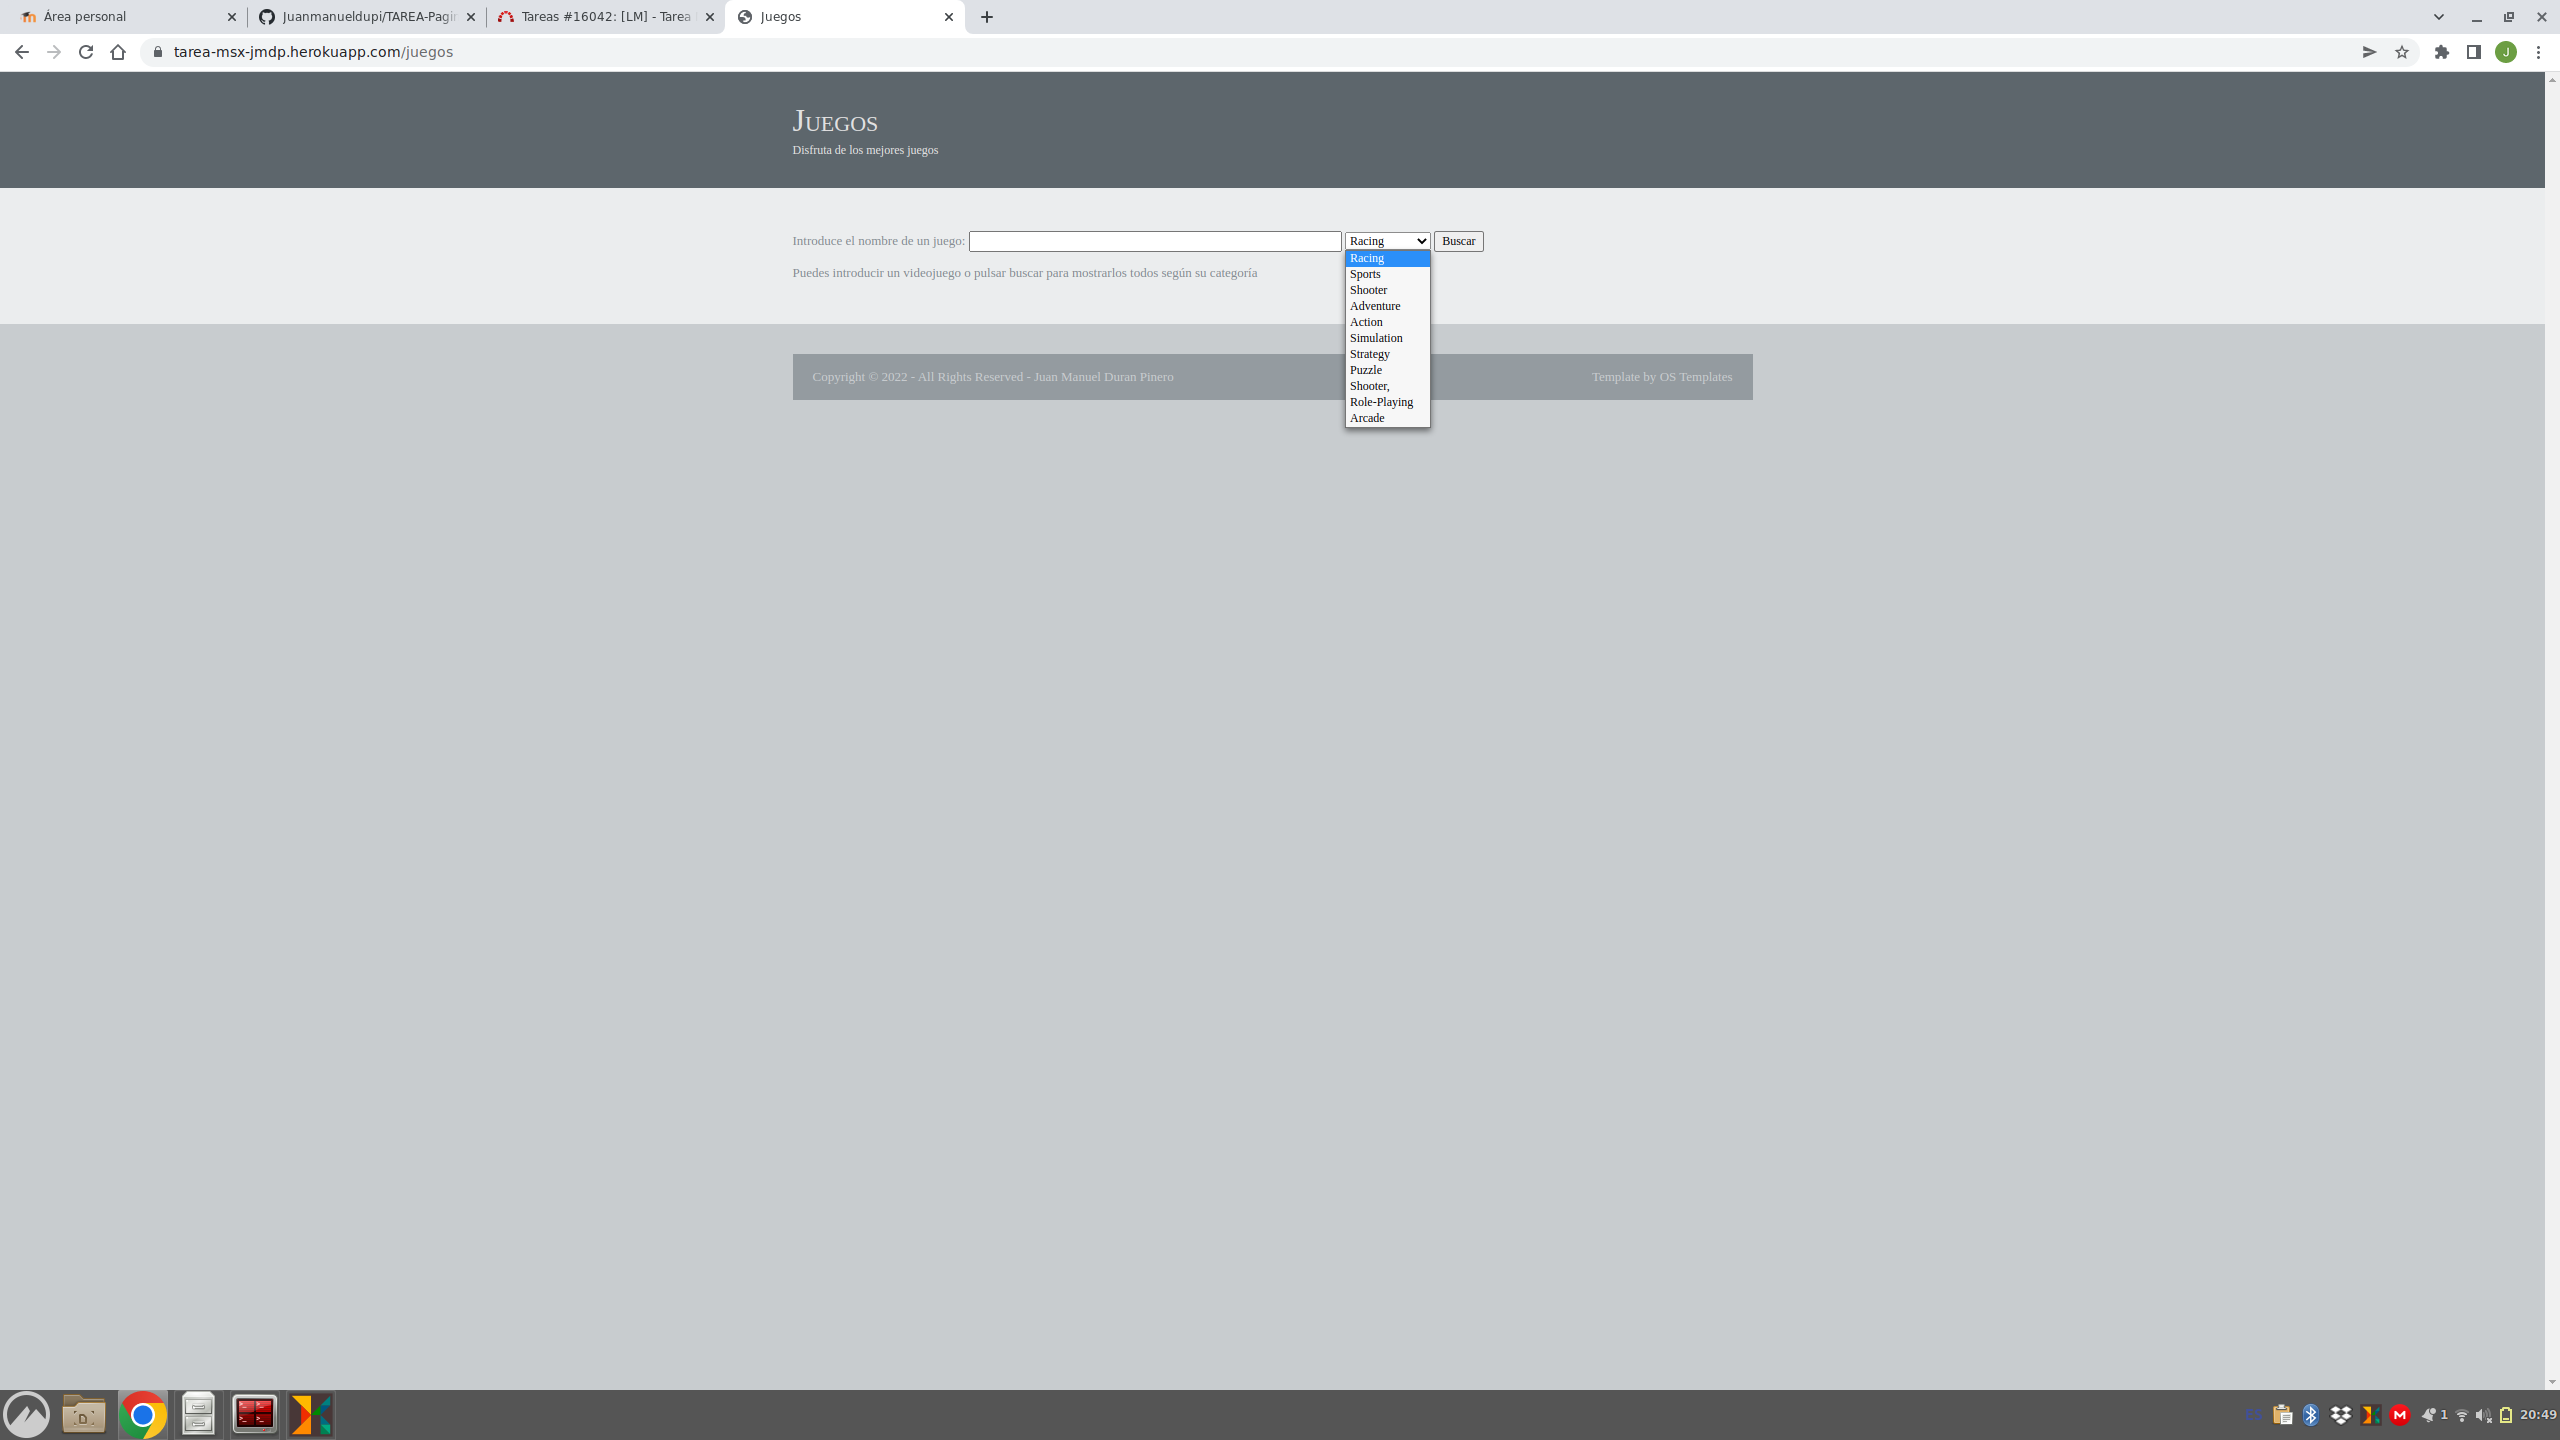 Área personal
Juanmanueldupi/TAREA-Pagin
Tareas #16042: [LM] - Tarea
Juegos
tarea-msx-jmdp.herokuapp.com/juegos
J
Juegos
Disfruta de los mejores juegos
Introduce el nombre de un juego:
Racing
Buscar
Racing
Sports
Shooter
Adventure
Action
Simulation
Strategy
Puzzle
Shooter,
Role-Playing
Arcade
Puedes introducir un videojuego o pulsar buscar para mostrarlos todos según su categoría
Copyright © 2022 - All Rights Reserved - Juan Manuel Duran Pinero
Template by OS Templates
D
M
1
20:49